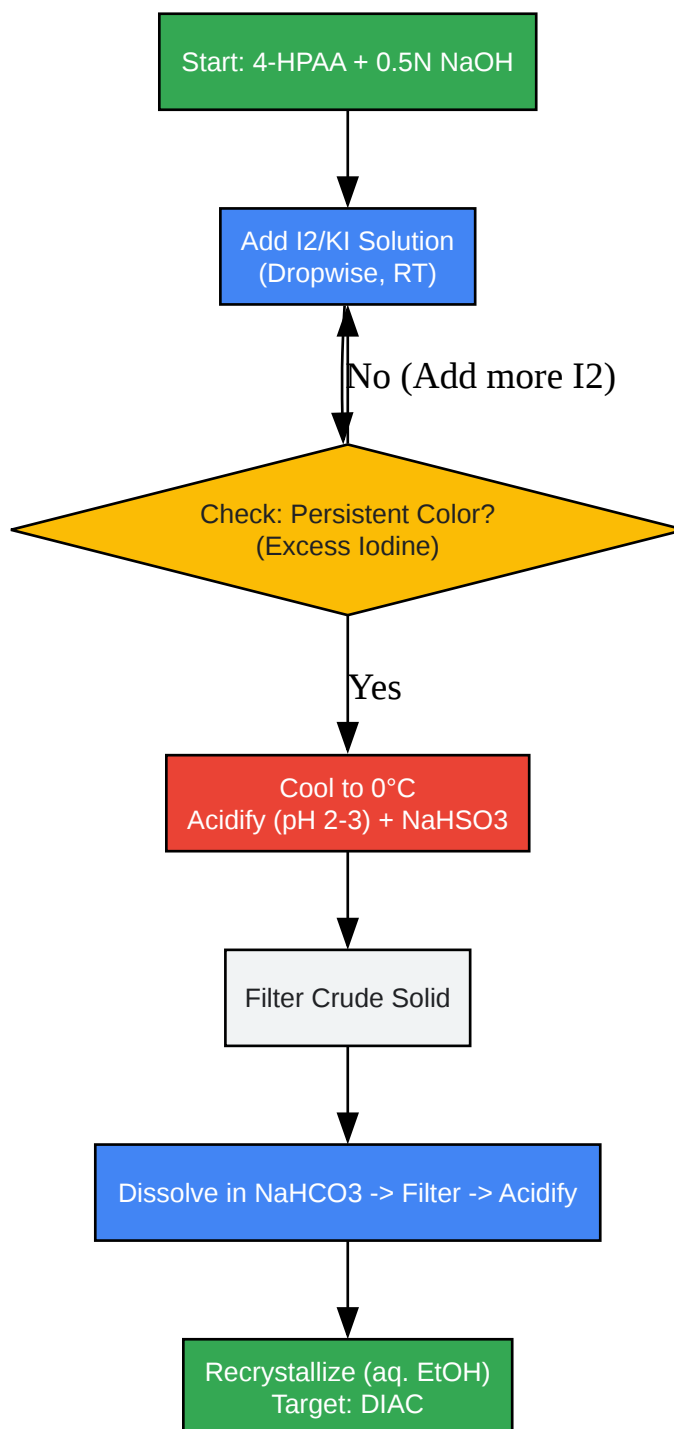 Start: 4-HPAA + 0.5N NaOH
Add I2/KI Solution
(Dropwise, RT)
No (Add more I2)
Check: Persistent Color?
(Excess Iodine)
Yes
Cool to 0°C
Acidify (pH 2-3) + NaHSO3
Filter Crude Solid
Dissolve in NaHCO3 -> Filter -> Acidify
Recrystallize (aq. EtOH)
Target: DIAC